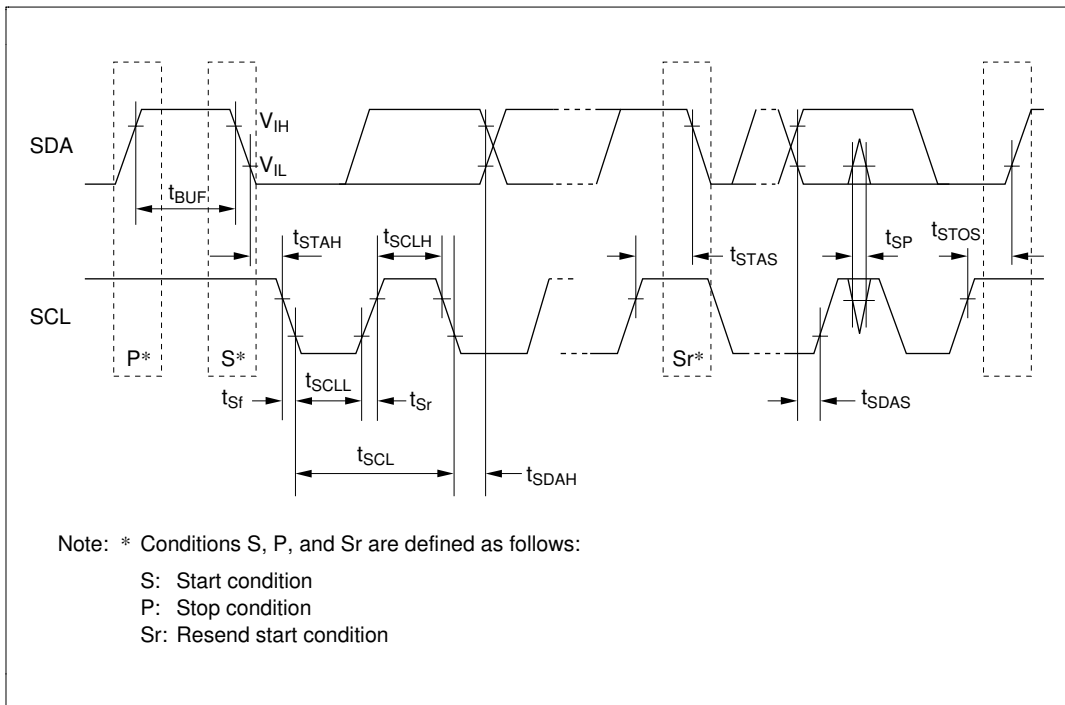 SDA
V_IH
V_IL
t_BUF
t_STAH
t_SCLH
t_STAS
t_SP
t_STOS
SCL
P*
S*
Sr*
t_Sf
t_SCLL
t_Sr
t_SDAS
t_SCL
t_SDAH
Note: * Conditions S, P, and Sr are defined as follows:
S: Start condition
P: Stop condition
Sr: Resend start condition